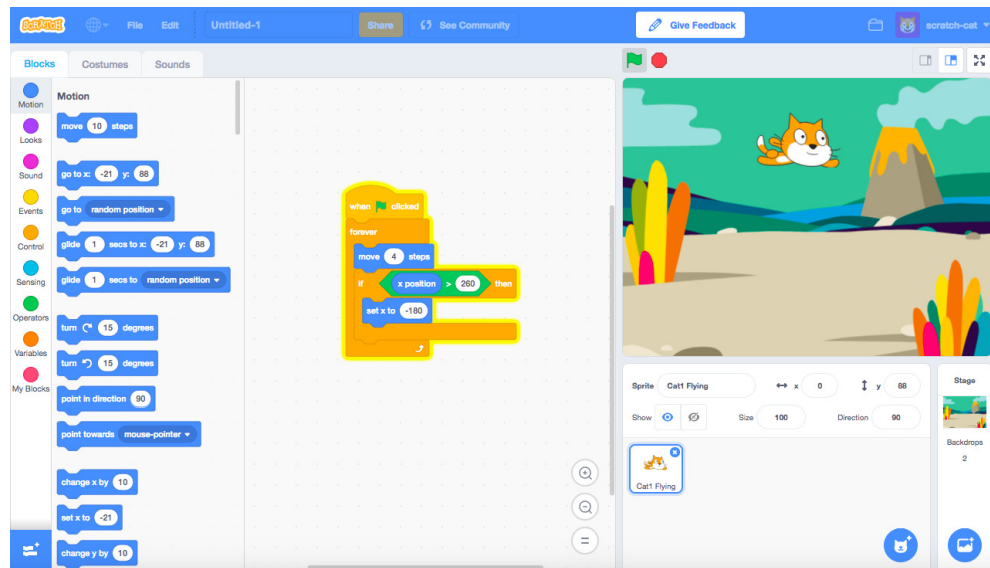 SCRATCH File Edit Untitled-1 Share See Community Give Feedback scratch-cat
Blocks Costumes Sounds
Motion
Looks
Sound
Events
Control
Sensing
Operators
Variables
My Blocks
Motion
move 10 steps
go to x: -21 y: 88
go to random position
glide 1 secs to x: -21 y: 88
glide 1 secs to random position
turn 15 degrees
turn 15 degrees
point in direction 90
point towards mouse-pointer
change x by 10
set x to -21
change y by 10
when clicked
forever
move 4 steps
if x position > 260 then
set x to -180
Sprite Cat1 Flying x 0 y 88
Show Size 100 Direction 90
Cat1 Flying
Stage
Backdrops
2